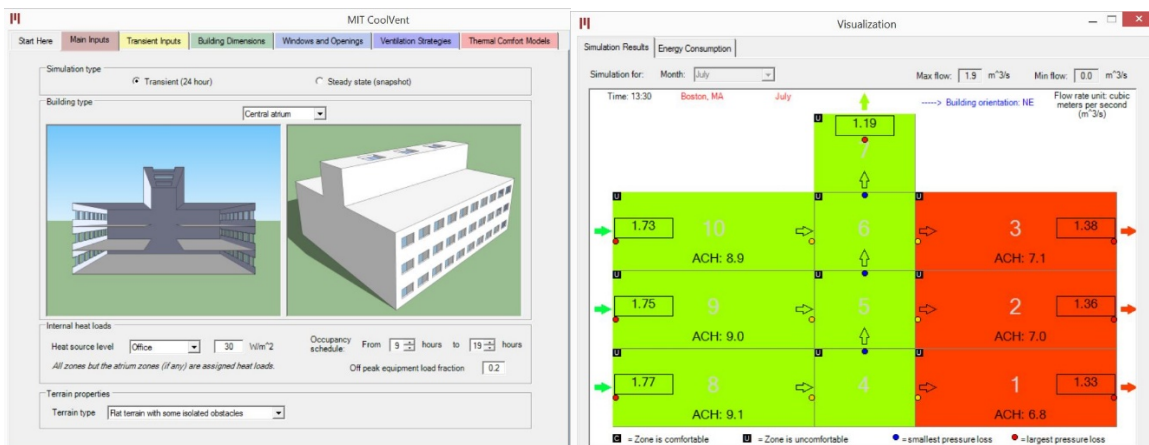 MIT CoolVent
Start Here Main Inputs Transient Inputs Building Dimensions Windows and Openings Ventilation Strategies Thermal Comfort Models
Simulation type
Transient (24 hour) Steady state (snapshot)
Building type
Central atrium
Internal heat loads
Heat source level Office 30 W/m^2 Occupancy schedule: From 9 hours to 19 hours
All zones but the atrium zones (if any) are assigned heat loads. Off peak equipment load fraction 0.2
Terrain properties
Terrain type Flat terrain with some isolated obstacles
Visualization
Simulation Results Energy Consumption
Simulation for: Month: July Max flow: 1.9 m^3/s Min flow: 0.0 m^3/s
Time: 13:30 Boston, MA July -----> Building orientation: NE Flow rate unit: cubic
meters per second
(m^3/s)
U 1.19
7
U U U
1.73 10 6 3 1.38
ACH: 8.9 ACH: 7.1
U U U
1.75 9 5 2 1.36
ACH: 9.0 ACH: 7.0
U U U
1.77 8 4 1 1.33
ACH: 9.1 ACH: 6.8
C = Zone is comfortable U = Zone is uncomfortable = smallest pressure loss = largest pressure loss